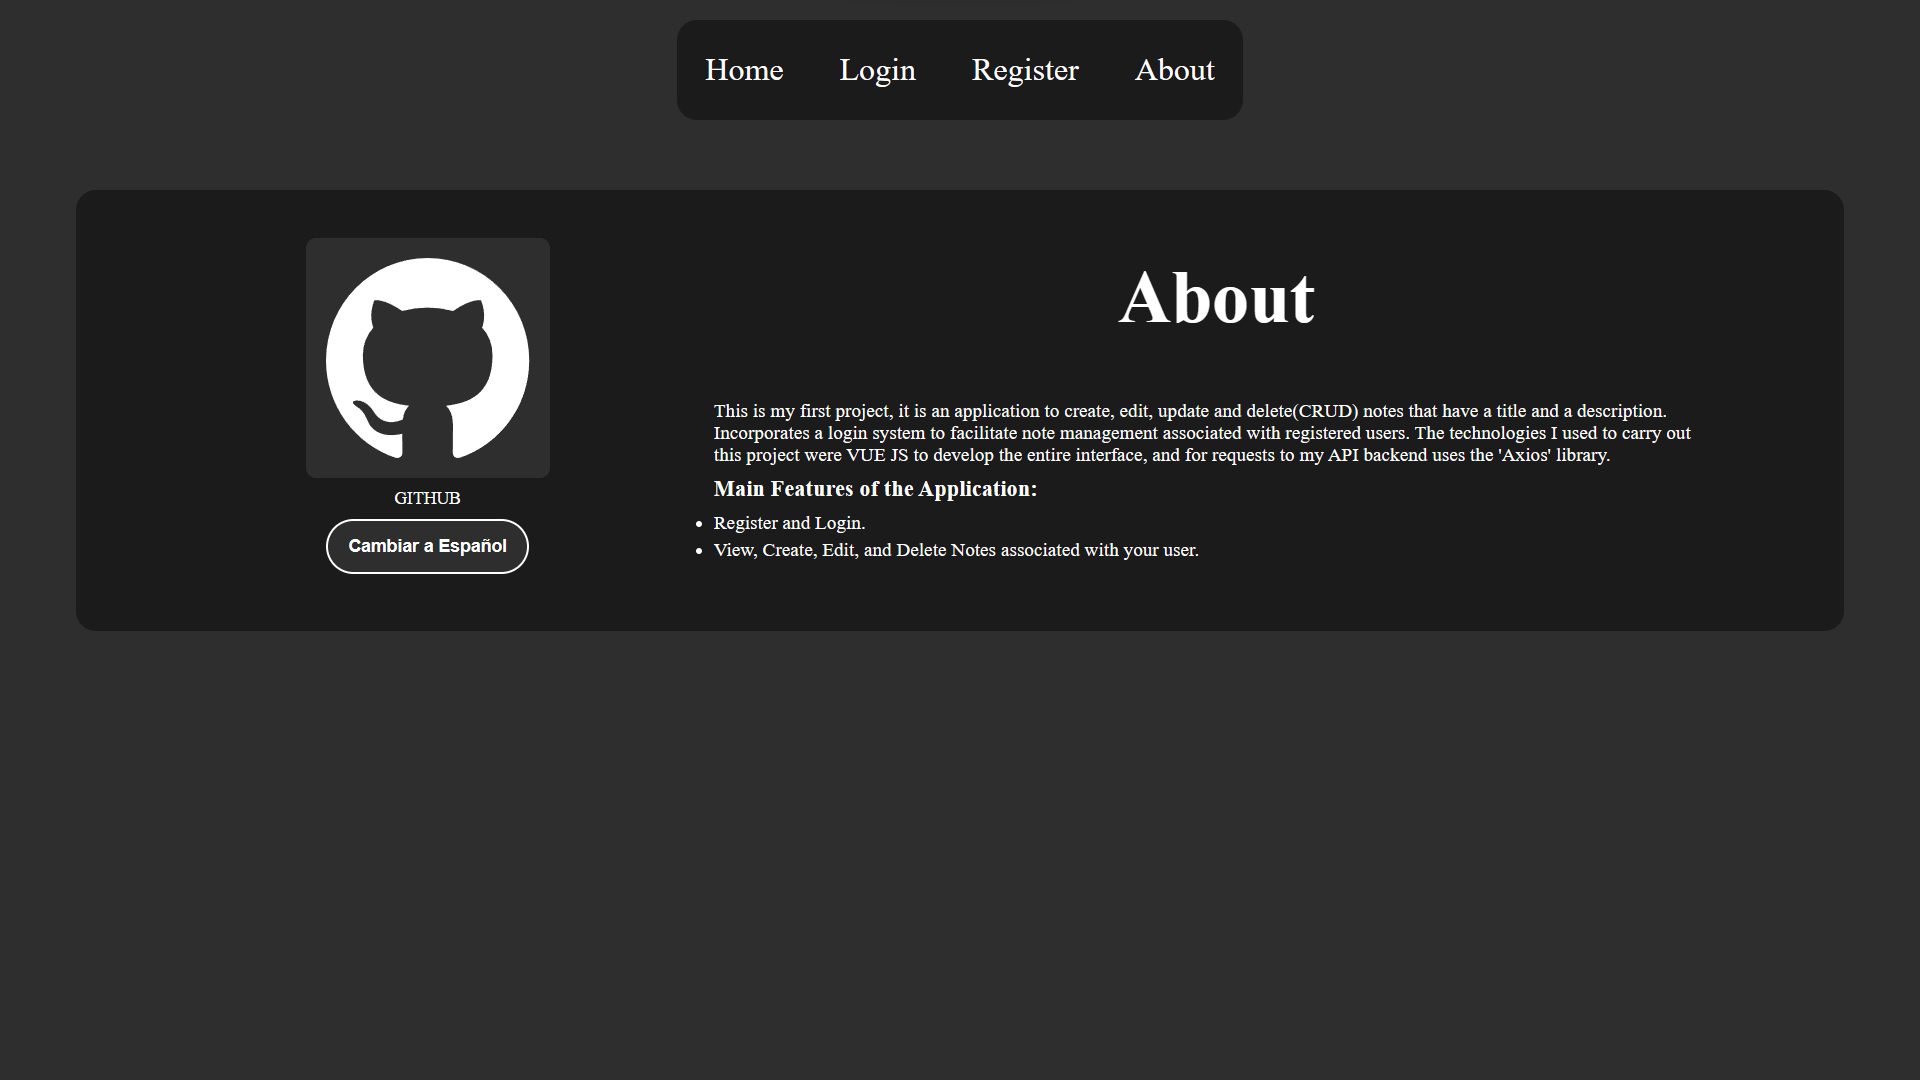 Home Login Register About
GITHUB
Cambiar a Español
About
This is my first project, it is an application to create, edit, update and delete(CRUD) notes that have a title and a description.
Incorporates a login system to facilitate note management associated with registered users. The technologies I used to carry out
this project were VUE JS to develop the entire interface, and for requests to my API backend uses the 'Axios' library.
Main Features of the Application:
• Register and Login.
• View, Create, Edit, and Delete Notes associated with your user.